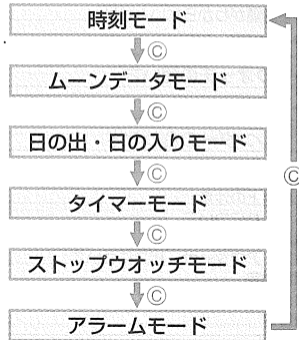 時刻モード
Ⓒ
ムーンデータモード
Ⓒ
日の出・日の入りモード
Ⓒ
Ⓒ
タイマーモード
Ⓒ
ストップウオッチモード
Ⓒ
アラームモード